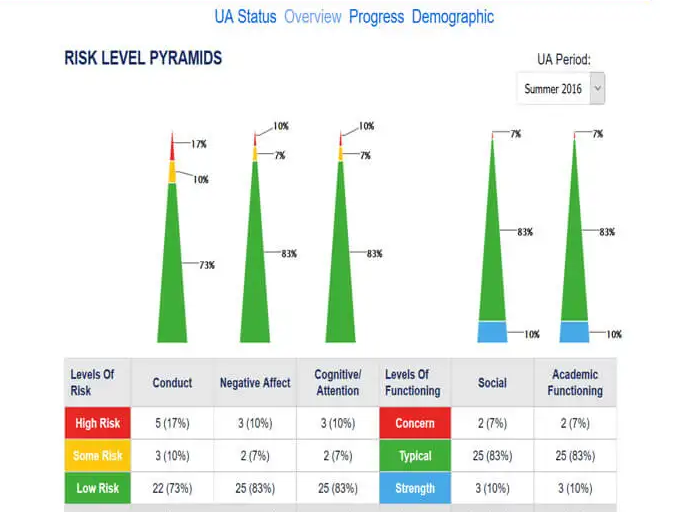 UA Status Overview Progress Demographic
RISK LEVEL PYRAMIDS
UA Period:
Summer 2016
17%
10%
73%
10%
7%
83%
10%
7%
83%
7%
83%
10%
7%
83%
10%
Levels Of Risk Conduct Negative Affect Cognitive/ Attention Levels Of Functioning Social Academic Functioning
High Risk 5 (17%) 3 (10%) 3 (10%) Concern 2 (7%) 2 (7%)
Some Risk 3 (10%) 2 (7%) 2 (7%) Typical 25 (83%) 25 (83%)
Low Risk 22 (73%) 25 (83%) 25 (83%) Strength 3 (10%) 3 (10%)